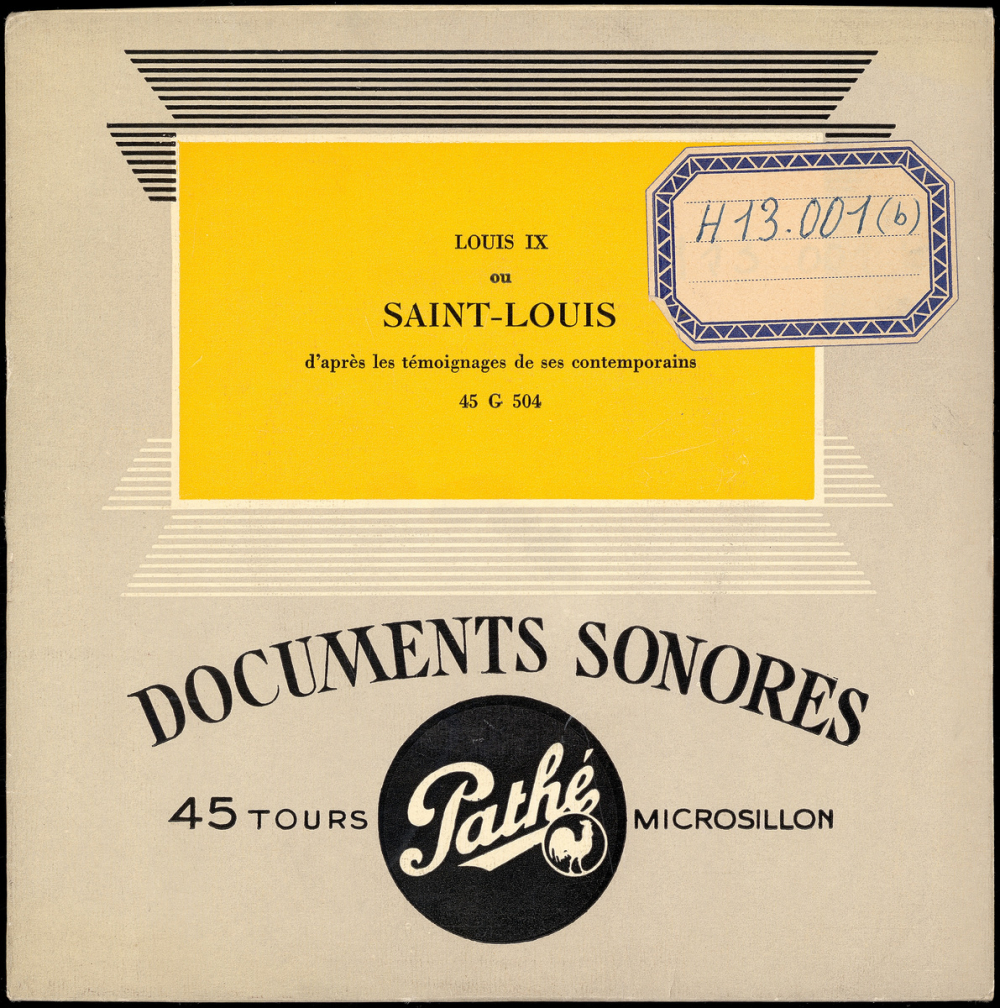 LOUIS IX
ou
SAINT-LOUIS
d'après les témoignages de ses contemporains
45 G 504
H 13.001 (b)
DOCUMENTS SONORES
45 TOURS
Pathé
MICROSILLON